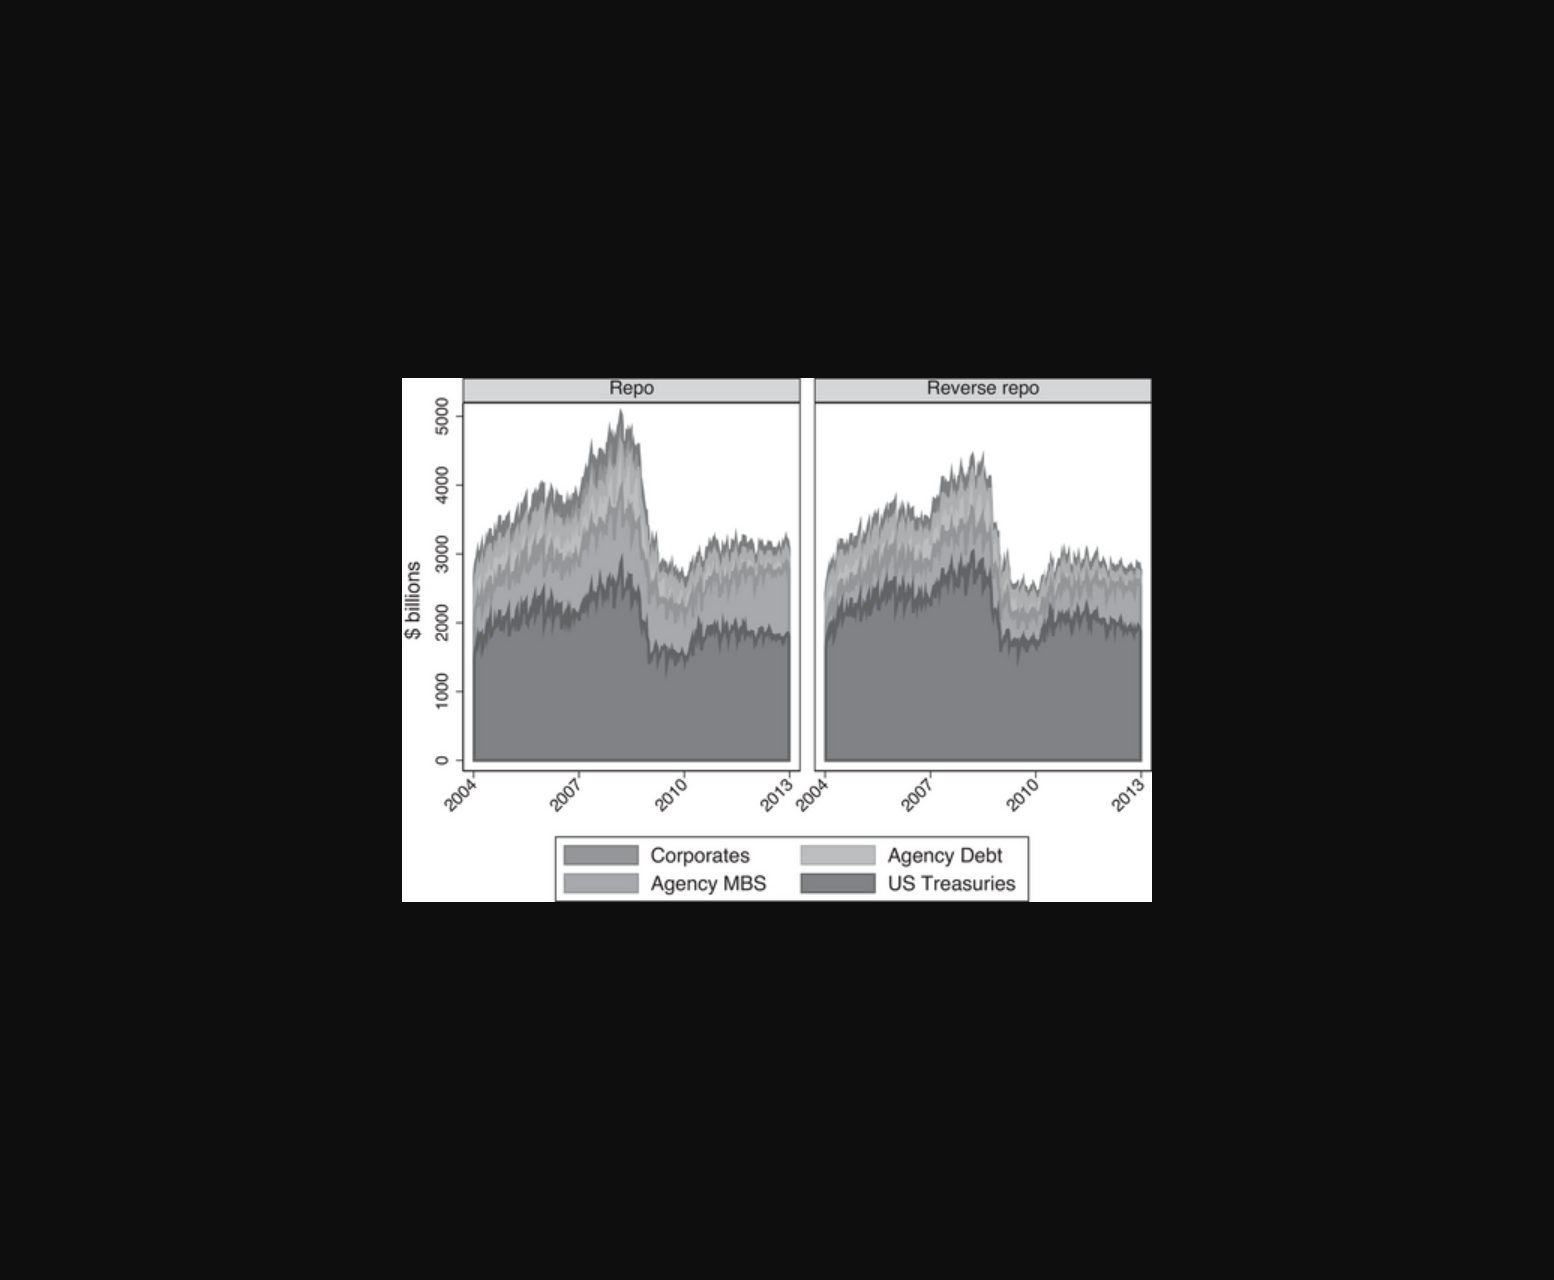 Repo
Reverse repo
$ billions
5000
4000
3000
2000
1000
0
2004
2007
2010
2013
2004
2007
2010
2013
Corporates
Agency Debt
Agency MBS
US Treasuries